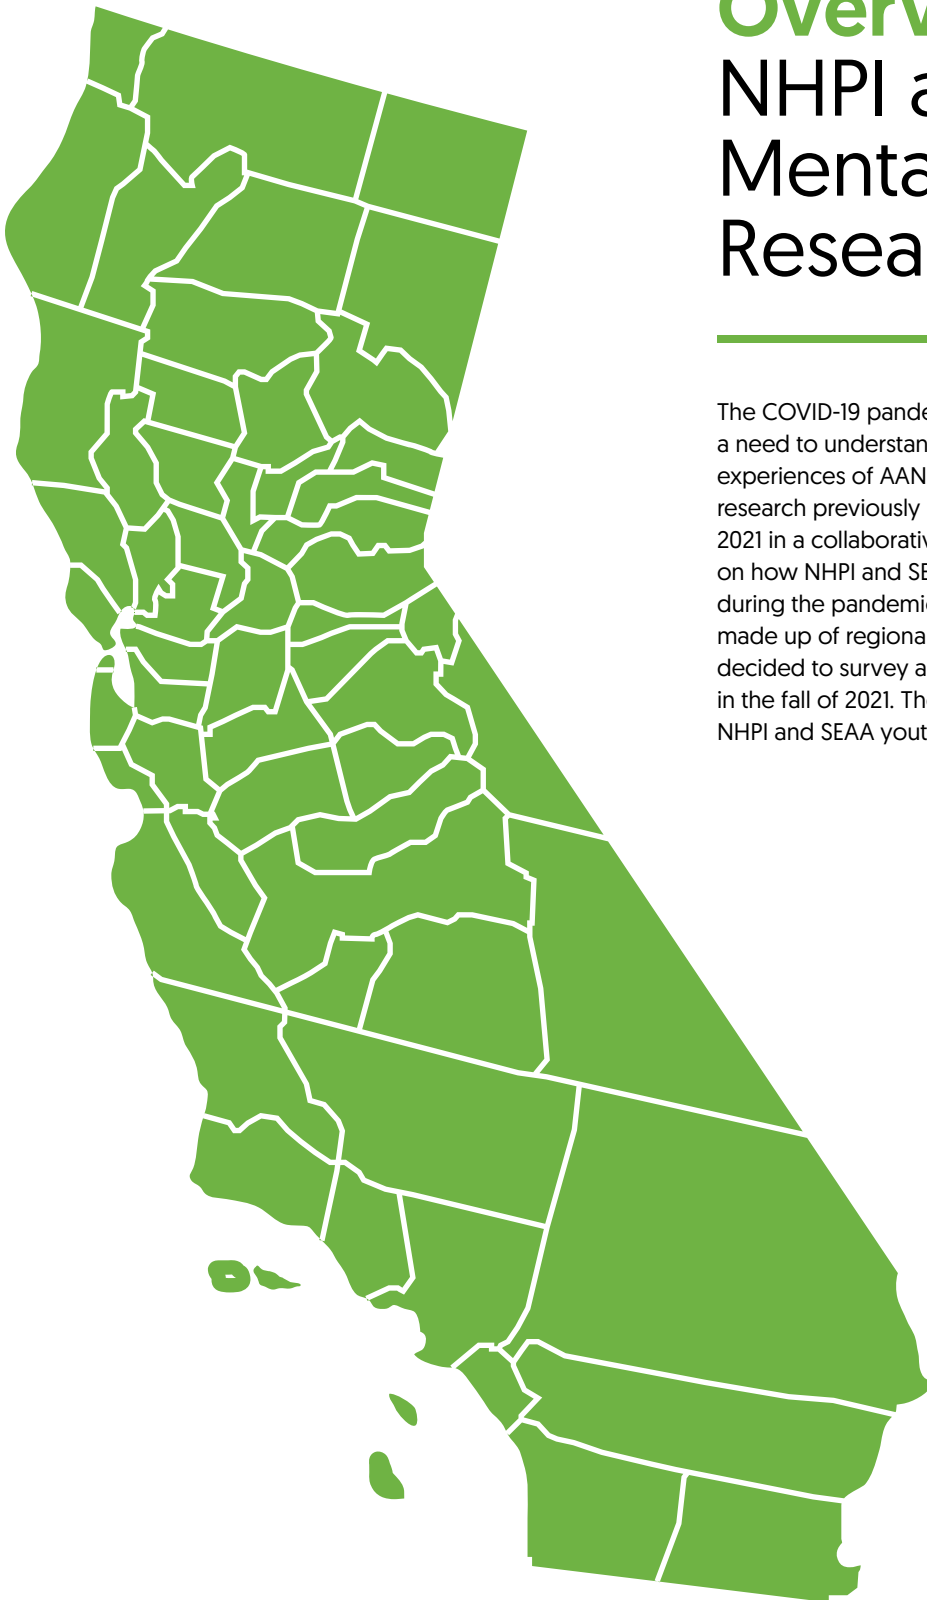 Overv
NHPI a
Menta
Resea
The COVID-19 pande
a need to understan
experiences of AAN
research previously
2021 in a collaborativ
on how NHPI and SE
during the pandemic
made up of regiona
decided to survey a
in the fall of 2021. The
NHPI and SEAA yout